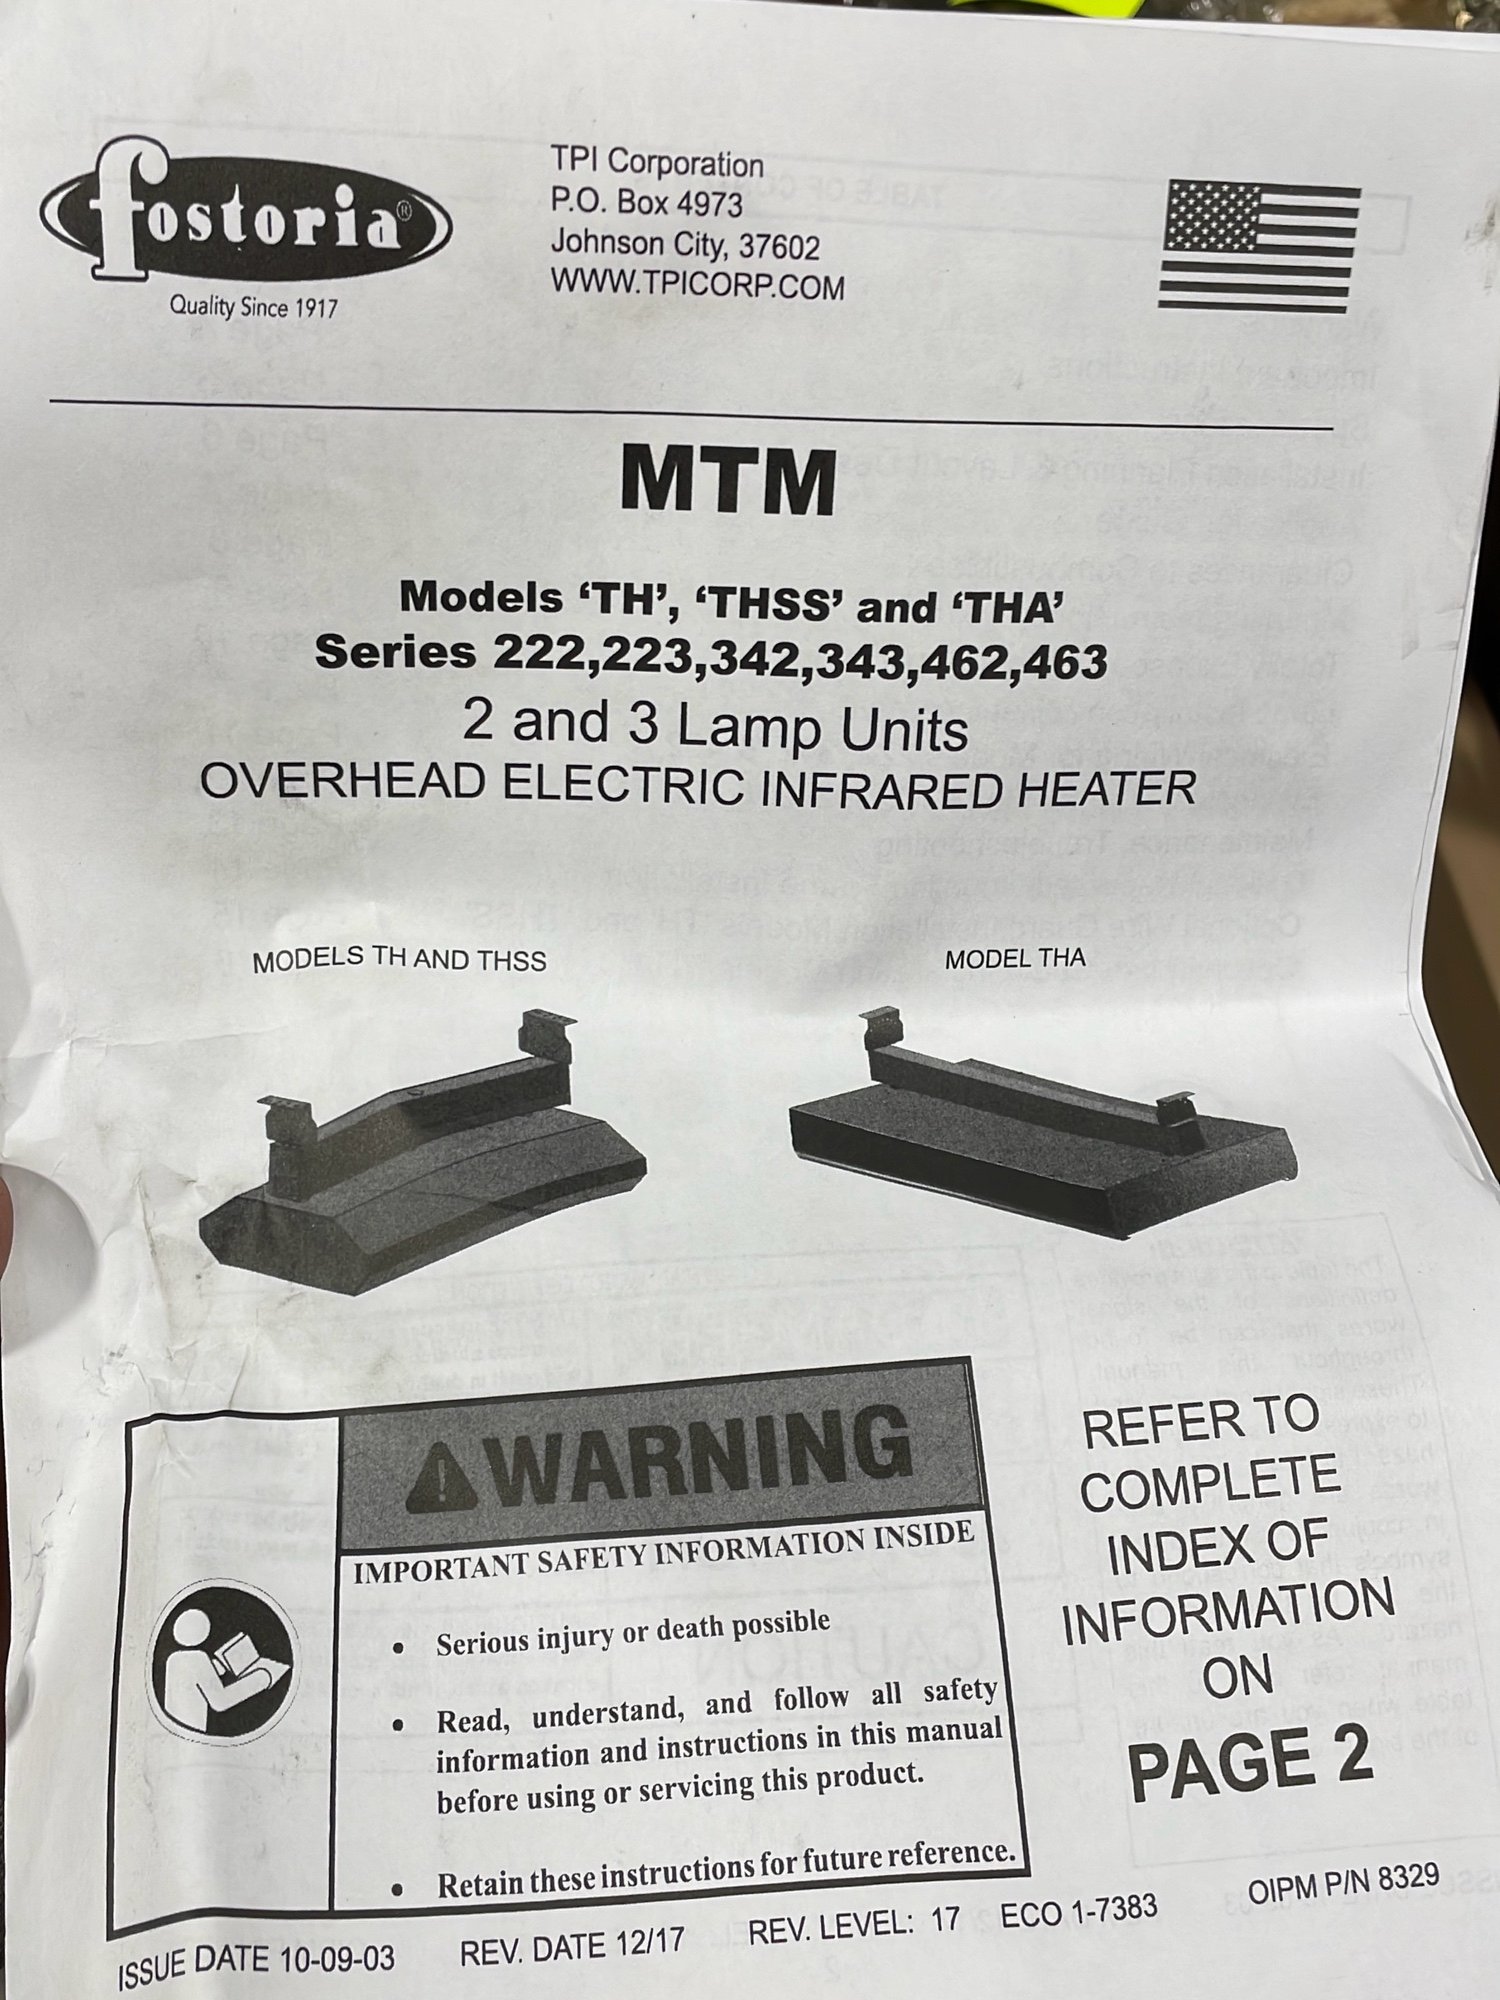 fostoria®
Quality Since 1917
TPI Corporation
P.O. Box 4973
Johnson City, 37602
WWW.TPICORP.COM
MTM
Models ‘TH’, ‘THSS’ and ‘THA’
Series 222,223,342,343,462,463
2 and 3 Lamp Units
OVERHEAD ELECTRIC INFRARED HEATER
MODELS TH AND THSS
MODEL THA
WARNING
IMPORTANT SAFETY INFORMATION INSIDE
• Serious injury or death possible
• Read, understand, and follow all safety
information and instructions in this manual
before using or servicing this product.
• Retain these instructions for future reference.
REFER TO
COMPLETE
INDEX OF
INFORMATION
ON
PAGE 2
ISSUE DATE 10-09-03 REV. DATE 12/17 REV. LEVEL: 17 ECO 1-7383 OIPM P/N 8329